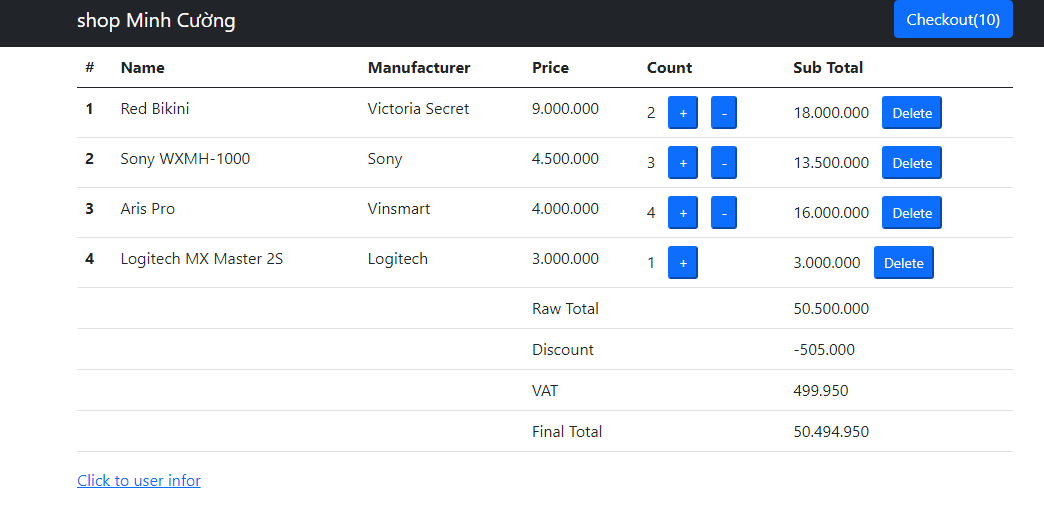 shop Minh Cường Checkout(10)
# Name Manufacturer Price Count Sub Total
1 Red Bikini Victoria Secret 9.000.000 2 + - 18.000.000 Delete
2 Sony WXMH-1000 Sony 4.500.000 3 + - 13.500.000 Delete
3 Aris Pro Vinsmart 4.000.000 4 + - 16.000.000 Delete
4 Logitech MX Master 2S Logitech 3.000.000 1 + 3.000.000 Delete
Raw Total 50.500.000
Discount -505.000
VAT 499.950
Final Total 50.494.950
Click to user infor